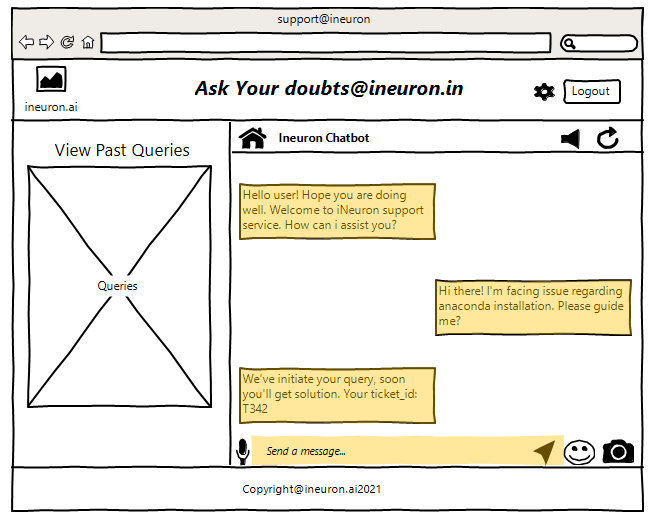 support@ineuron
ineuron.ai
Ask Your doubts@ineuron.in
Logout
View Past Queries
Queries
Ineuron Chatbot
Hello user! Hope you are doing
well. Welcome to iNeuron support
service. How can i assist you?
Hi there! I'm facing issue regarding
anaconda installation. Please guide
me?
We've initiate your query, soon
you'll get solution. Your ticket_id:
T342
Send a message...
Copyright@ineuron.ai2021